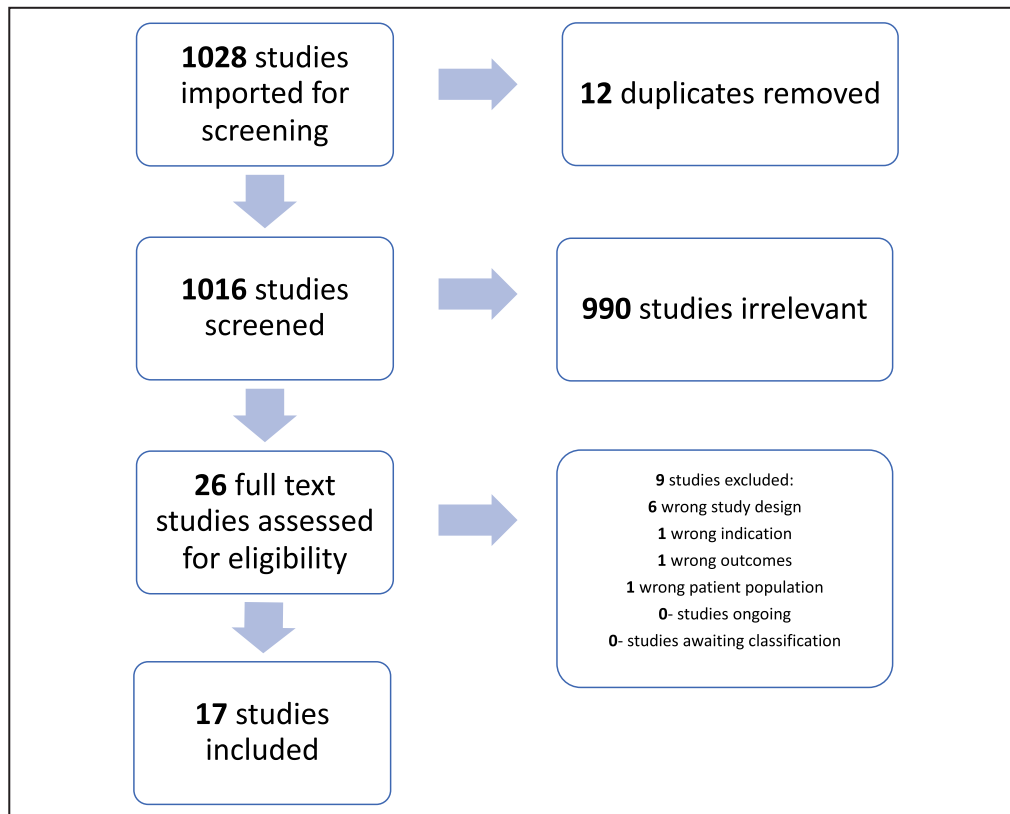 1028 studies
imported for
screening
12 duplicates removed
1016 studies
screened
990 studies irrelevant
26 full text
studies assessed
for eligibility
9 studies excluded:
6 wrong study design
1 wrong indication
1 wrong outcomes
1 wrong patient population
0- studies ongoing
0- studies awaiting classification
17 studies
included